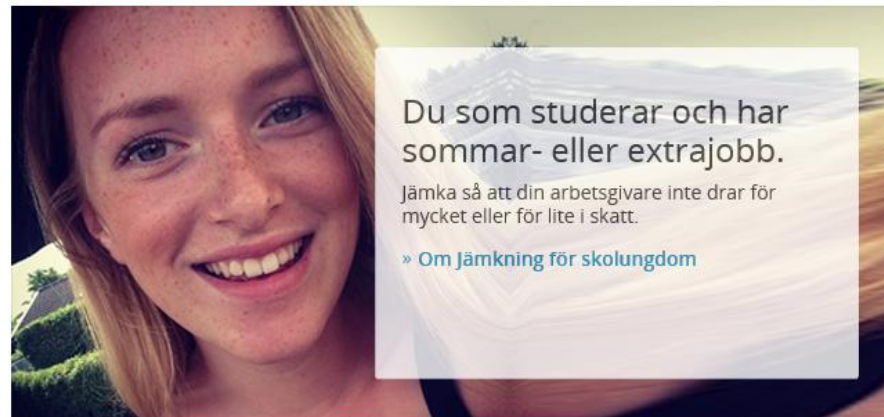 Du som studerar och har
sommar- eller extrajobb.
Jämka så att din arbetsgivare inte drar för
mycket eller för lite i skatt.
» Om Jämkning för skolungdom